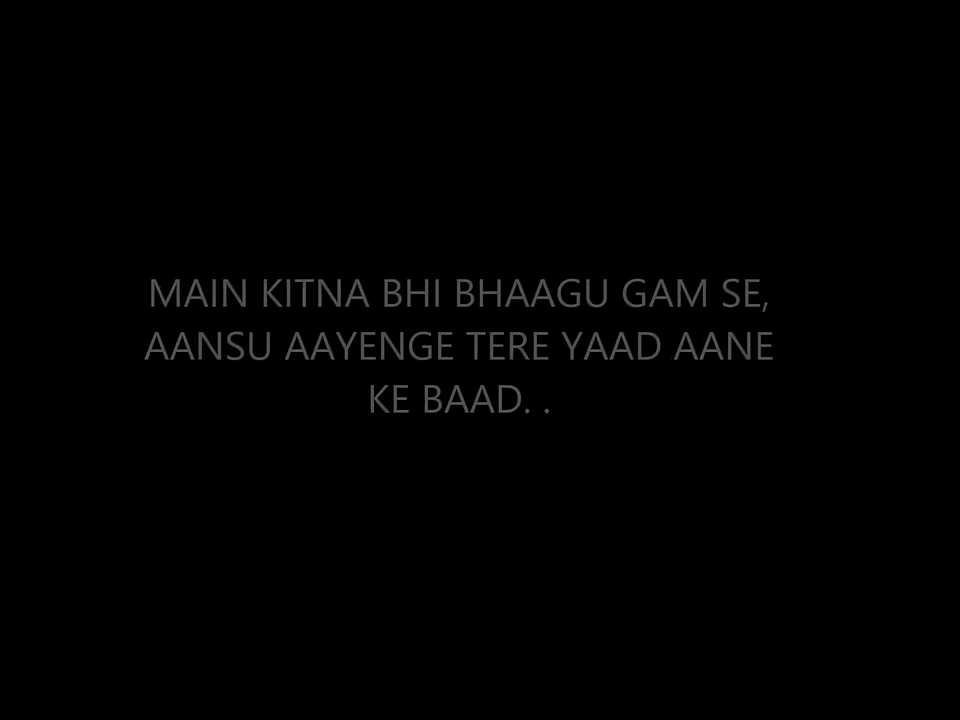 MAIN KITNA BHI BHAAGU GAM SE,
AANSU AAYENGE TERE YAAD AANE
KE BAAD. .